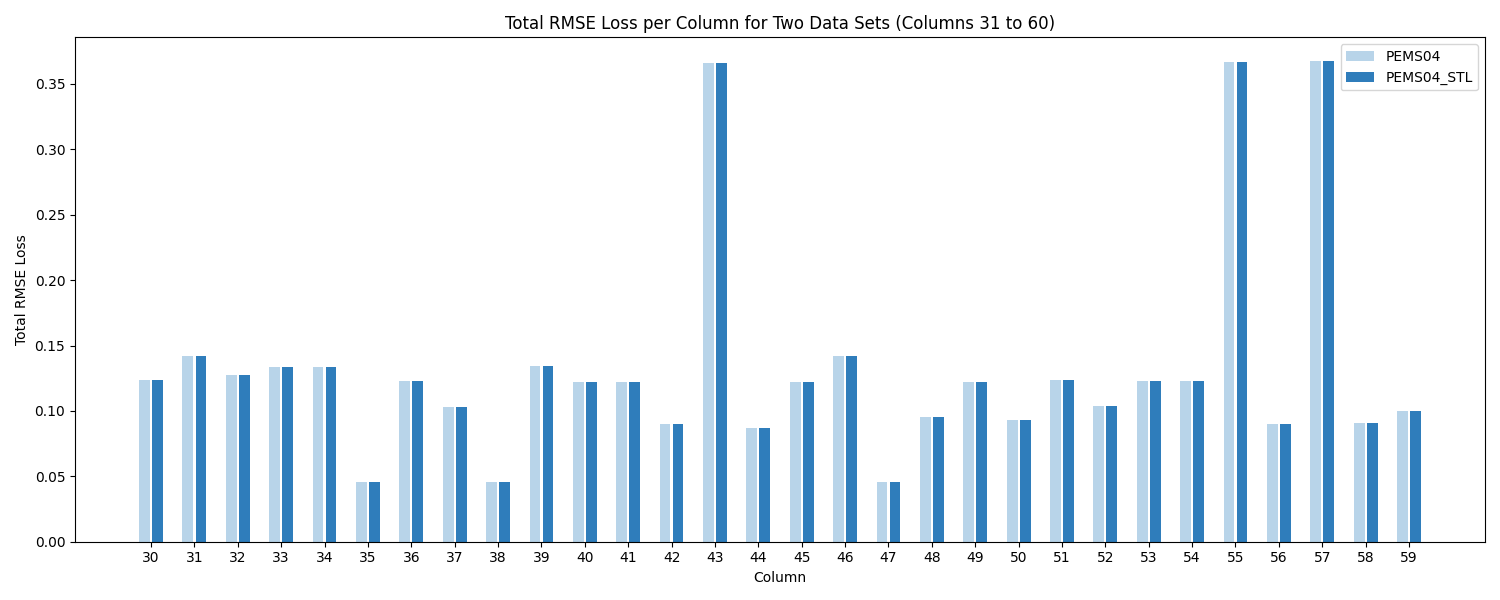 Total RMSE Loss per Column for Two Data Sets (Columns 31 to 60)
PEMS04
PEMS04_STL
Total RMSE Loss
0.35
0.30
0.25
0.20
0.15
0.10
0.05
0.00
30 31 32 33 34 35 36 37 38 39 40 41 42 43 44 45 46 47 48 49 50 51 52 53 54 55 56 57 58 59
Column